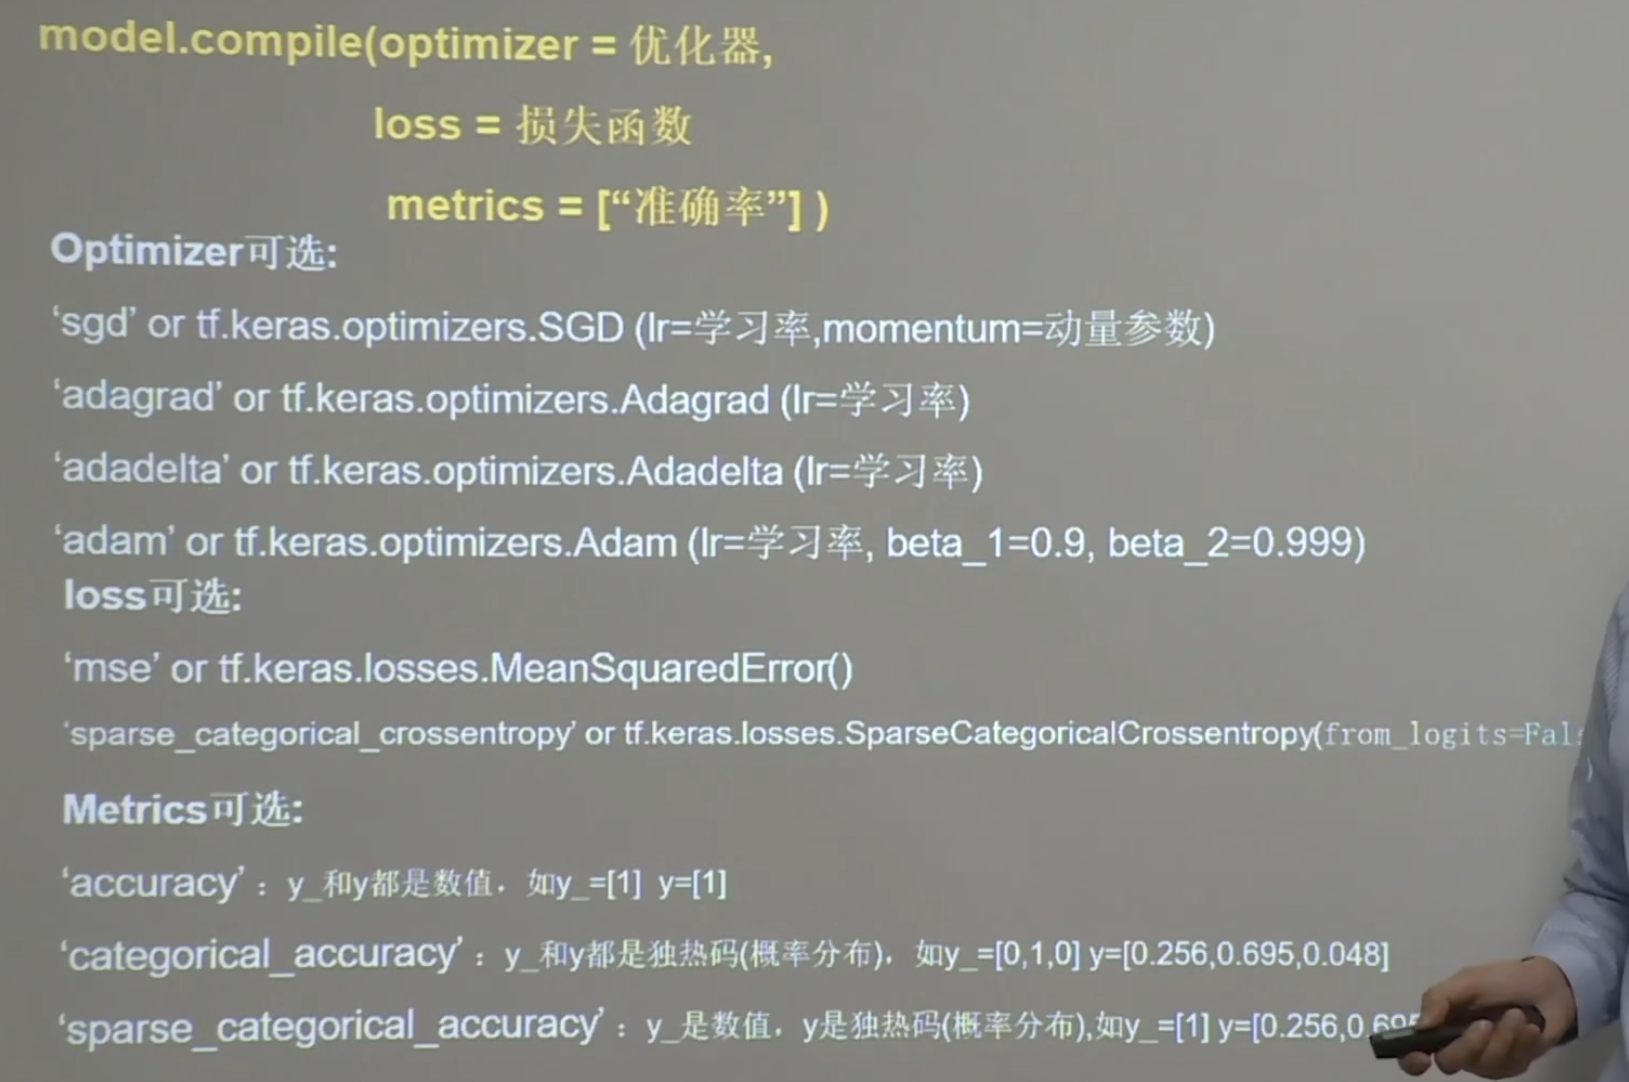 model.compile(optimizer = 优化器,
loss = 损失函数
metrics = [“准确率”] )
Optimizer可选:
‘sgd’ or tf.keras.optimizers.SGD (lr=学习率,momentum=动量参数)
‘adagrad’ or tf.keras.optimizers.Adagrad (lr=学习率)
‘adadelta’ or tf.keras.optimizers.Adadelta (lr=学习率)
‘adam’ or tf.keras.optimizers.Adam (lr=学习率, beta_1=0.9, beta_2=0.999)
loss可选:
‘mse’ or tf.keras.losses.MeanSquaredError()
‘sparse_categorical_crossentropy’ or tf.keras.losses.SparseCategoricalCrossentropy(from_logits=Fals
)
Metrics可选:
‘accuracy’：y_和y都是数值，如y_=[1] y=[1]
‘categorical_accuracy’：y_和y都是独热码(概率分布)，如y_=[0,1,0] y=[0.256,0.695,0.048]
‘sparse_categorical_accuracy’：y_是数值，y是独热码(概率分布),如y_=[1] y=[0.256,0.695